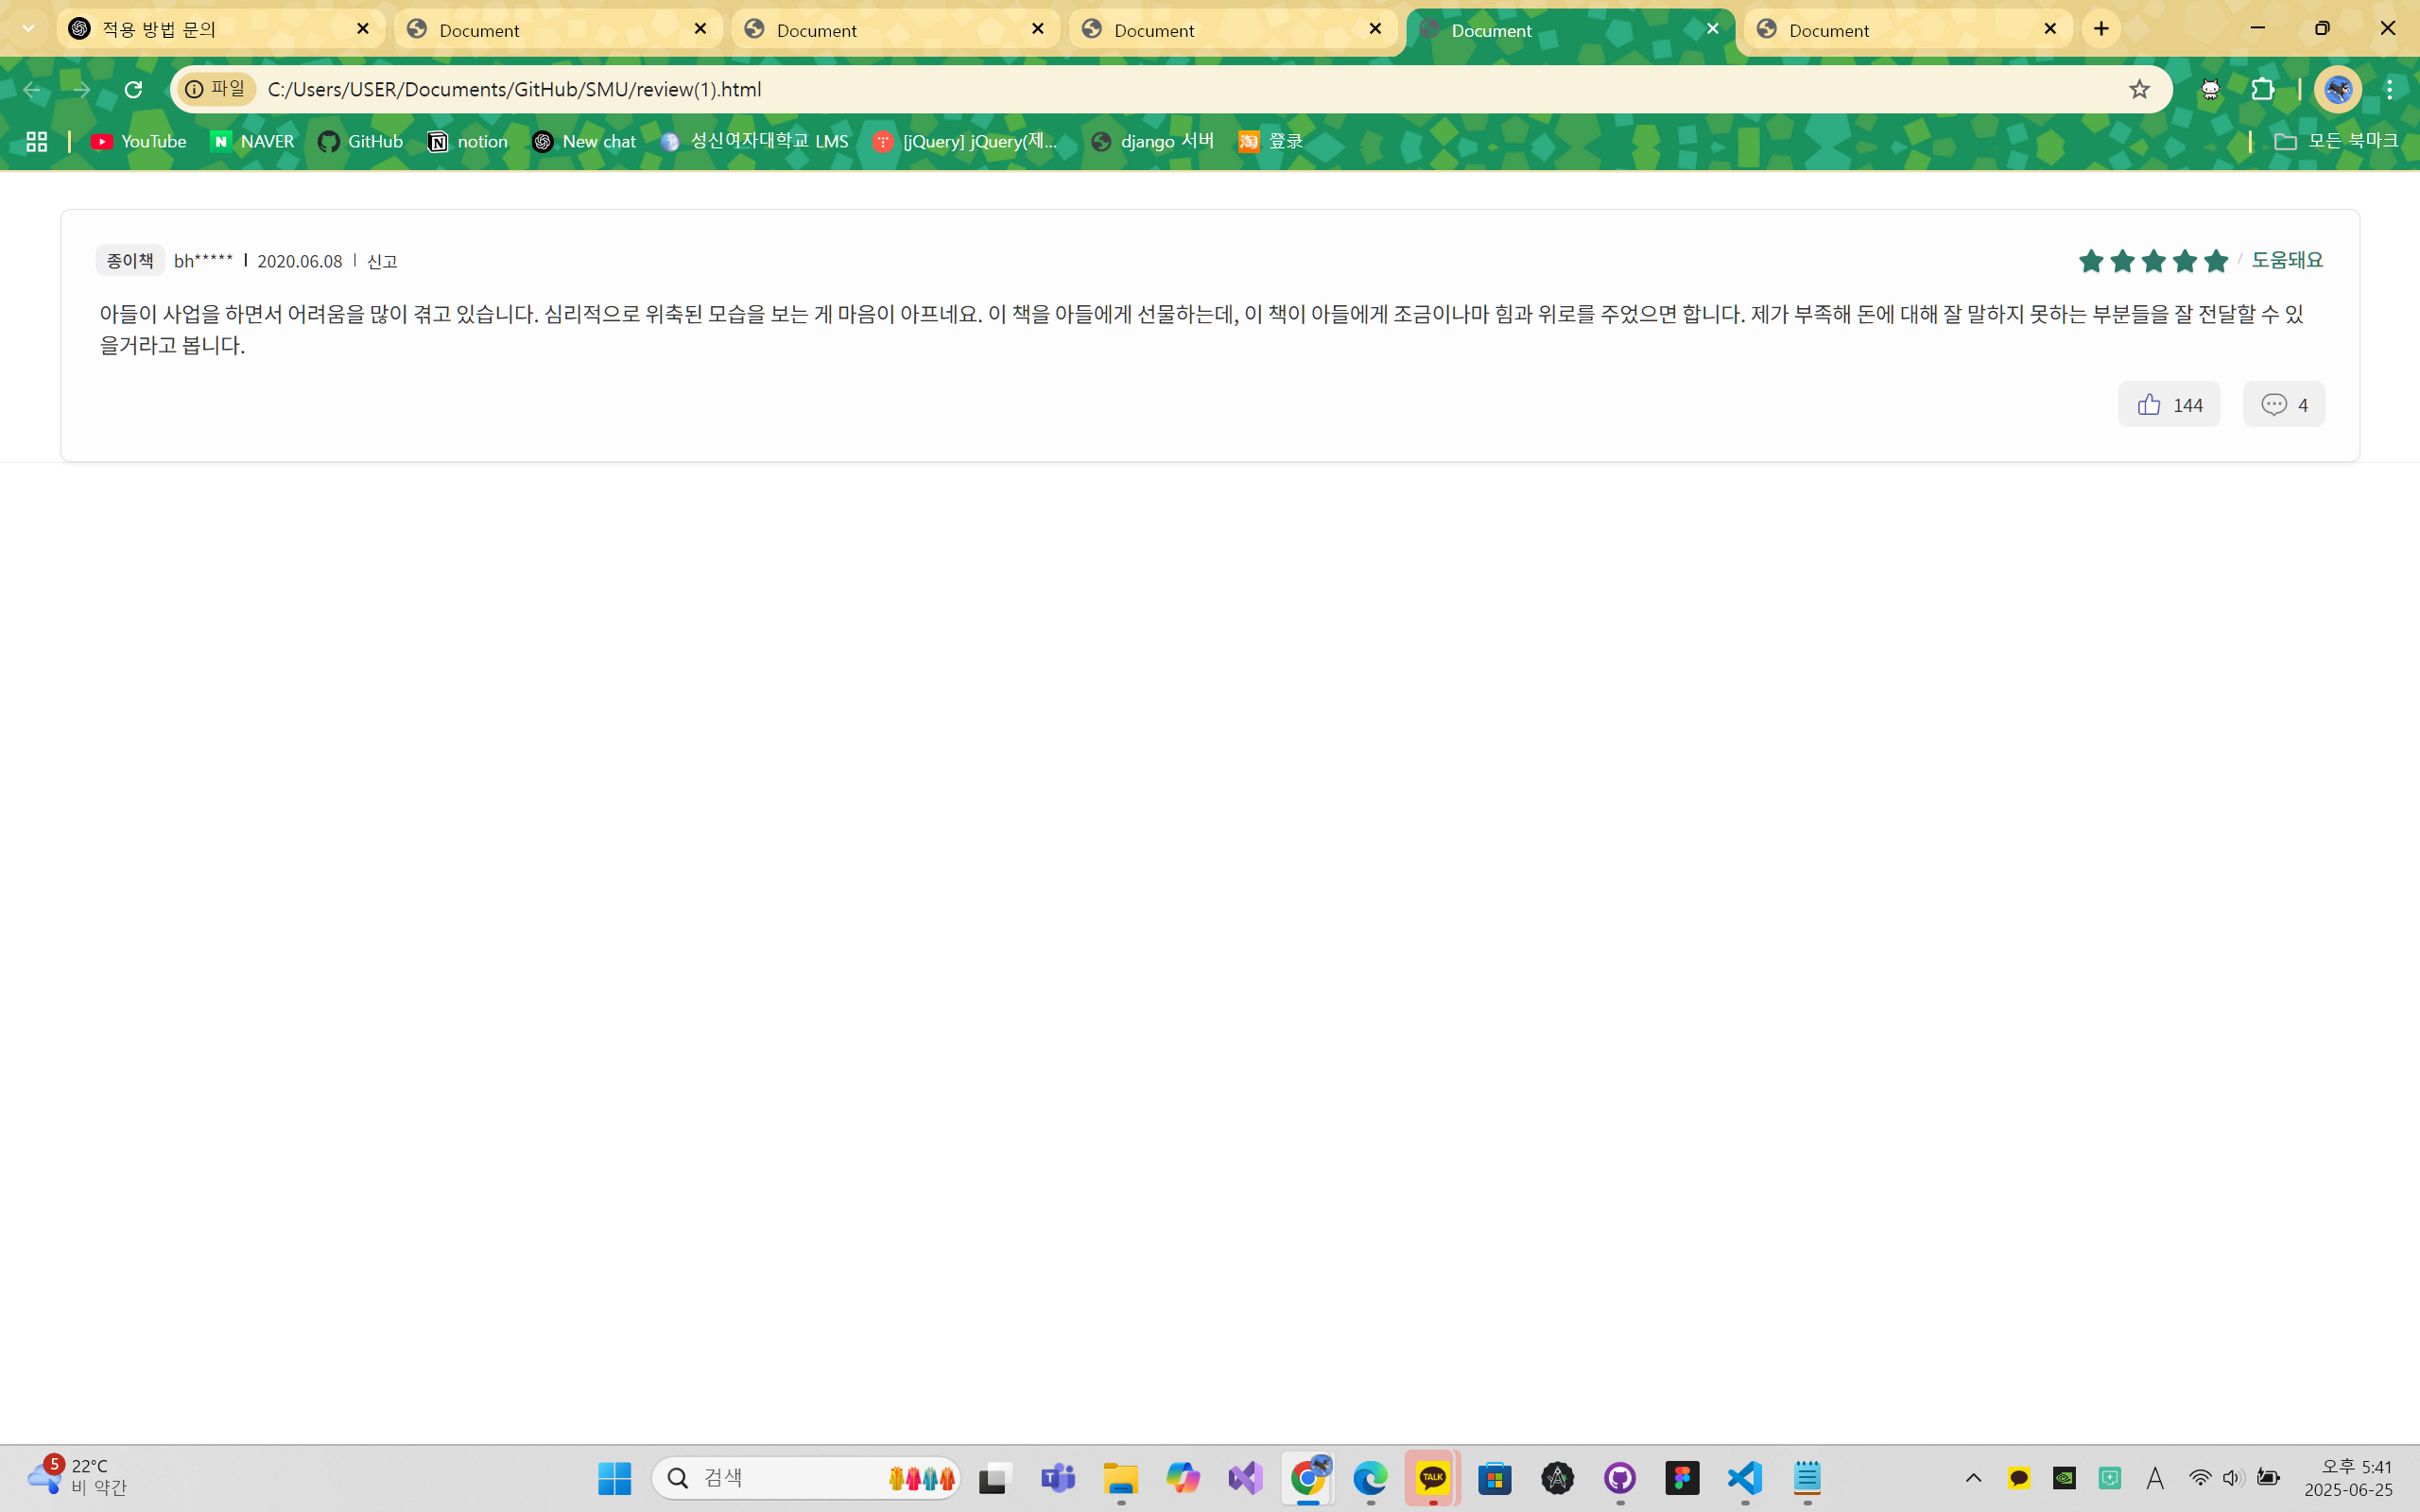 적용 방법 문의
Document
Document
Document
Document
Document
파일 C:/Users/USER/Documents/GitHub/SMU/review(1).html
YouTube NAVER GitHub notion New chat 성신여자대학교 LMS [jQuery] jQuery(제... django 서버 登录 모든 북마크
종이책 bh***** | 2020.06.08 | 신고 / 도움돼요
아들이 사업을 하면서 어려움을 많이 겪고 있습니다. 심리적으로 위축된 모습을 보는 게 마음이 아프네요. 이 책을 아들에게 선물하는데, 이 책이 아들에게 조금이나마 힘과 위로를 주었으면 합니다. 제가 부족해 돈에 대해 잘 말하지 못하는 부분들을 잘 전달할 수 있
을거라고 봅니다.
144 4
5 22°C
비 약간
검색
TALK
A
오후 5:41
2025-06-25